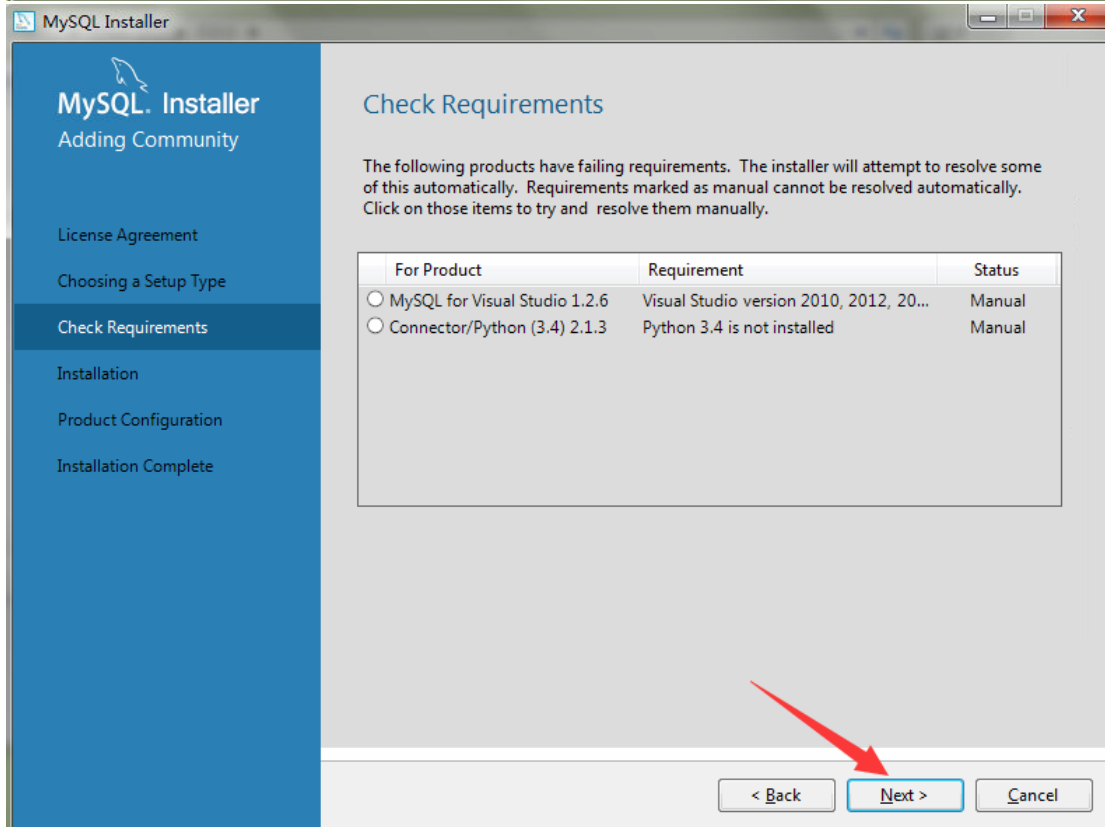 MySQL Installer
MySQL. Installer
Adding Community
License Agreement
Choosing a Setup Type
Check Requirements
Installation
Product Configuration
Installation Complete
Check Requirements
The following products have failing requirements. The installer will attempt to resolve some
of this automatically. Requirements marked as manual cannot be resolved automatically.
Click on those items to try and resolve them manually.
For Product Requirement Status
MySQL for Visual Studio 1.2.6 Visual Studio version 2010, 2012, 20... Manual
Connector/Python (3.4) 2.1.3 Python 3.4 is not installed Manual
< Back Next > Cancel